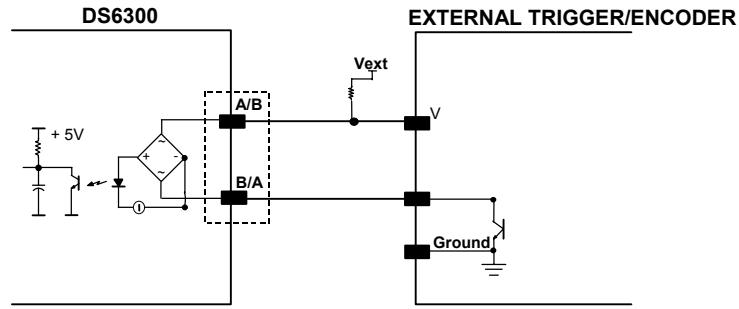 DS6300
EXTERNAL TRIGGER/ENCODER
Vext
A/B
V
+ 5V
+ -
~
~
B/A
I
Ground